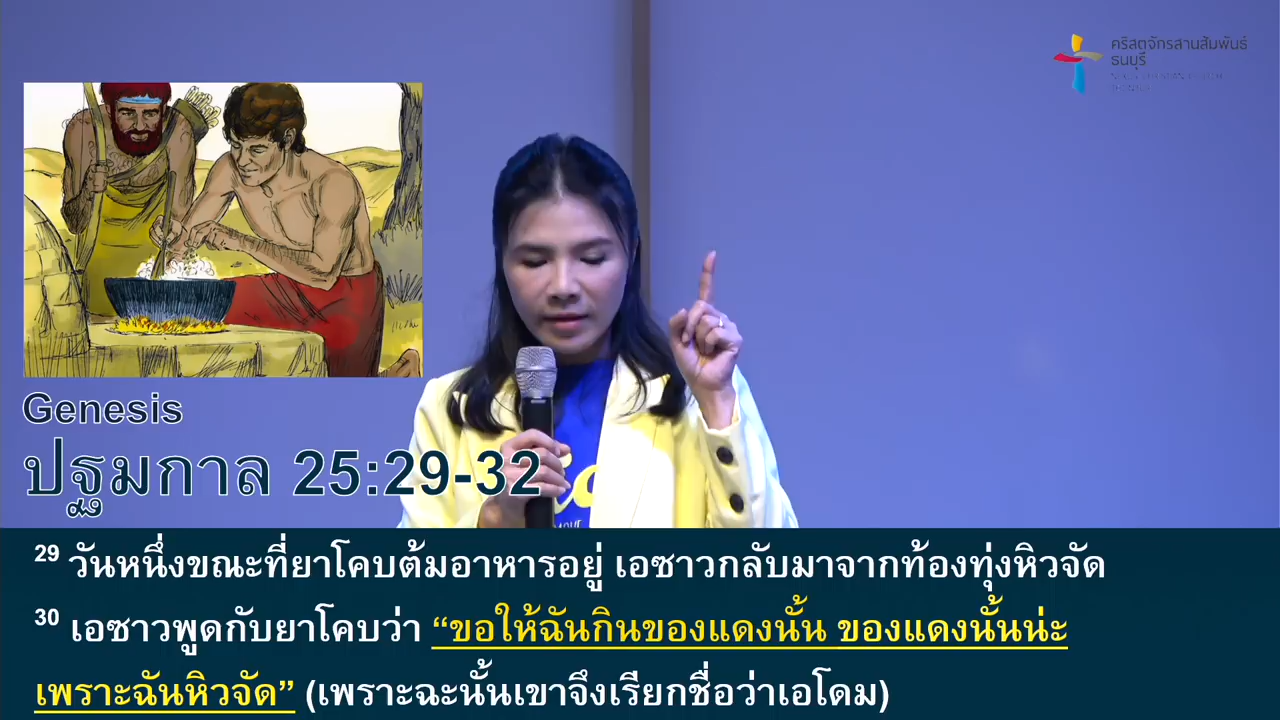 คริสตจักรสานสัมพันธ์
ธนบุรี
Genesis
ปฐมกาล 25:29-32
29 วันหนึ่งขณะที่ยาโคบต้มอาหารอยู่ เอซาวกลับมาจากท้องทุ่งหิวจัด
30 เอซาวพูดกับยาโคบว่า “ขอให้ฉันกินของแดงนั้น ของแดงนั้นน่ะ
เพราะฉันหิวจัด” (เพราะฉะนั้นเขาจึงเรียกชื่อว่าเอโดม)